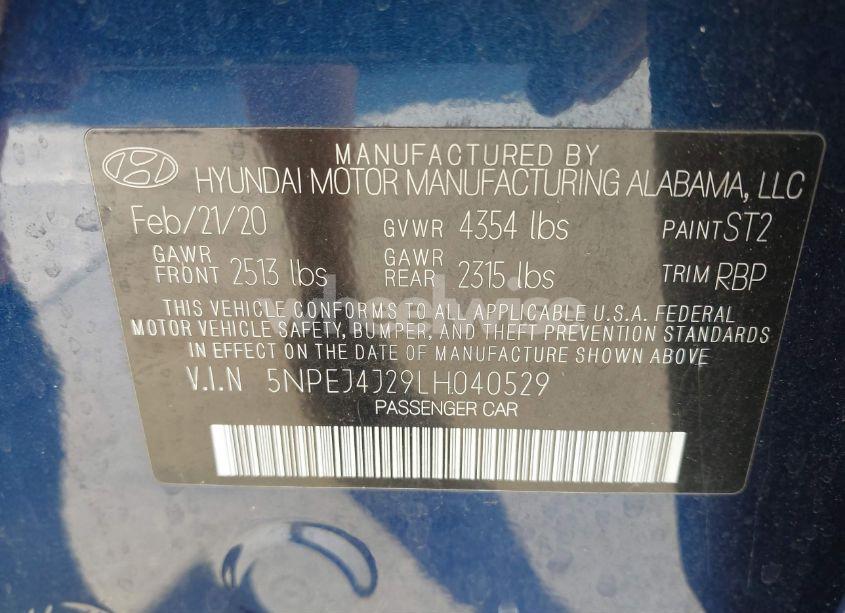 MANUFACTURED BY
HYUNDAI MOTOR MANUFACTURING ALABAMA, LLC
Feb/21/20 GVWR 4354 lbs PAINT ST2
GAWR FRONT 2513 lbs GAWR REAR 2315 lbs TRIM RBP
THIS VEHICLE CONFORMS TO ALL APPLICABLE U.S.A. FEDERAL
MOTOR VEHICLE SAFETY, BUMPER, AND THEFT PREVENTION STANDARDS
IN EFFECT ON THE DATE OF MANUFACTURE SHOWN ABOVE
V.I.N 5NPEJ4J29LH040529
PASSENGER CAR
wheelwise